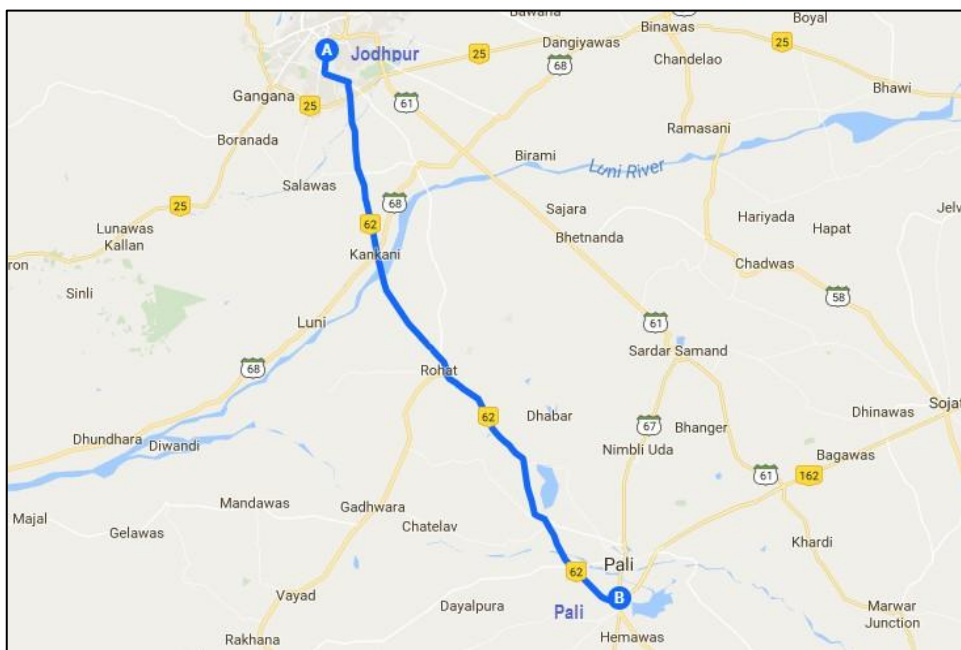 Bawana
Boyal
Binawas
A
Jodhpur
Dangiyawas
25
25
68
Chandelao
Gangana
25
61
Bhawi
Ramasani
Boranada
Birami
Luni River
Salawas
68
25
Sajara
Hariyada
Jelv
Lunawas
Kallan
62
Hapat
Bhetnanda
Kankani
ron
Chadwas
Sinli
58
Luni
61
Sardar Samand
68
Rohat
Sojat
62
Dhabar
Dhinawas
67
Bhanger
Dhundhara
Diwandi
Nimbli Uda
Bagawas
61
162
Mandawas
Gadhwara
Majal
Gelawas
Chatelav
Khardi
62
Pali
Vayad
B
Dayalpura
Pali
Marwar
Junction
Rakhana
Hemawas